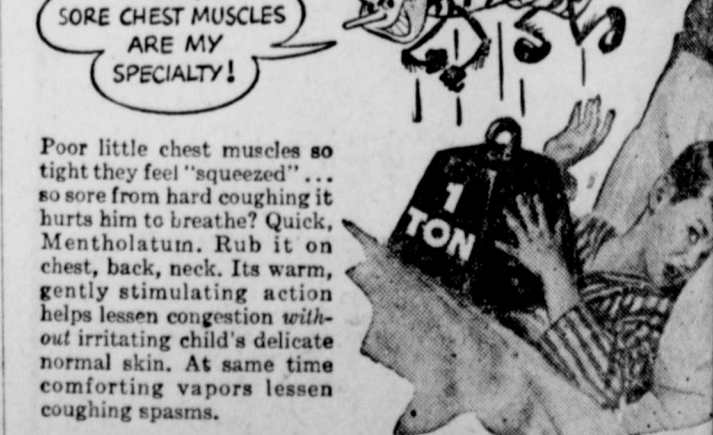 SORE CHEST MUSCLES
ARE MY
SPECIALTY!
Poor little chest muscles so
tight they feel "squeezed"...
so sore from hard coughing it
hurts him to breathe? Quick,
Mentholatum. Rub it on
chest, back, neck. Its warm,
gently stimulating action
helps lessen congestion with-
out irritating child's delicate
normal skin. At same time
comforting vapors lessen
coughing spasms.
1
TON